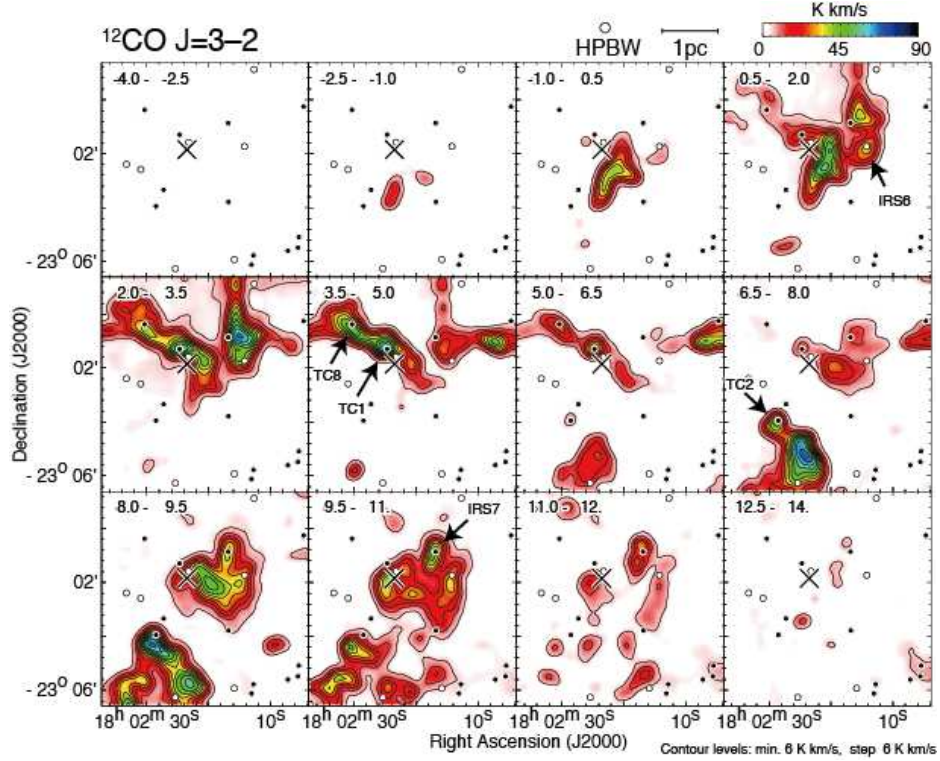 ¹²CO J=3–2
HPBW
1pc
K km/s
0 45 90
-4.0 - -2.5
-2.5 - -1.0
-1.0 - 0.5
0.5 - 2.0
02'
IRS6
- 23° 06'
2.0 - 3.5
3.5 - 5.0
5.0 - 6.5
6.5 - 8.0
02'
TC8
TC1
TC2
- 23° 06'
8.0 - 9.5
9.5 - 11.
11.0 - 12.
12.5 - 14.
IRS7
02'
- 23° 06'
18ʰ 02ᵐ 30ˢ 10ˢ
18ʰ 02ᵐ 30ˢ 10ˢ
18ʰ 02ᵐ 30ˢ 10ˢ
18ʰ 02ᵐ 30ˢ 10ˢ
Declination (J2000)
Right Ascension (J2000)
Contour levels: min. 6 K km/s, step 6 K km/s